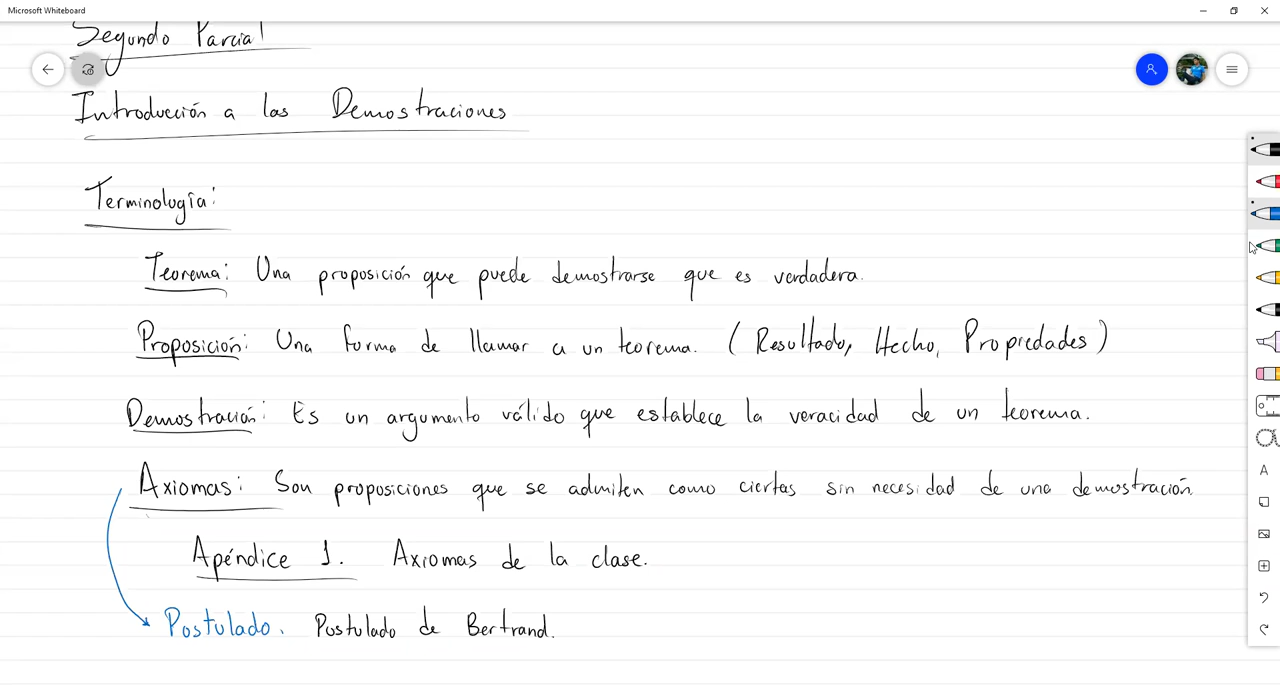 Microsoft Whiteboard
Segundo Parcial
Introducción a las Demostraciones
Terminología:
Teorema: Una proposición que puede demostrarse que es verdadera.
Proposición: Una forma de llamar a un teorema. (Resultado, Hecho, Propiedades)
Demostración: Es un argumento válido que establece la veracidad de un teorema.
Axiomas: Son proposiciones que se admiten como ciertas sin necesidad de una demostración.
Apéndice 1. Axiomas de la clase.
Postulado. Postulado de Bertrand.